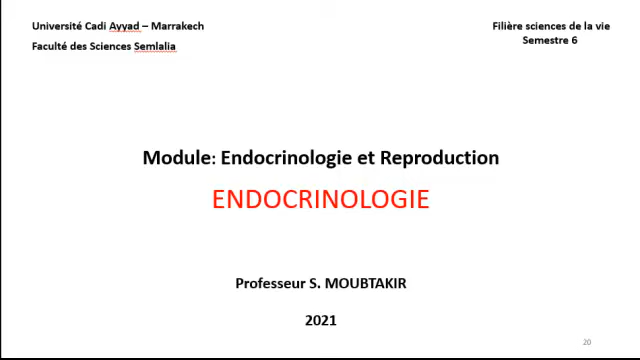 Université Cadi Ayyad – Marrakech
Faculté des Sciences Semlalia
Filière sciences de la vie
Semestre 6
Module: Endocrinologie et Reproduction
ENDOCRINOLOGIE
Professeur S. MOUBTAKIR
2021
20